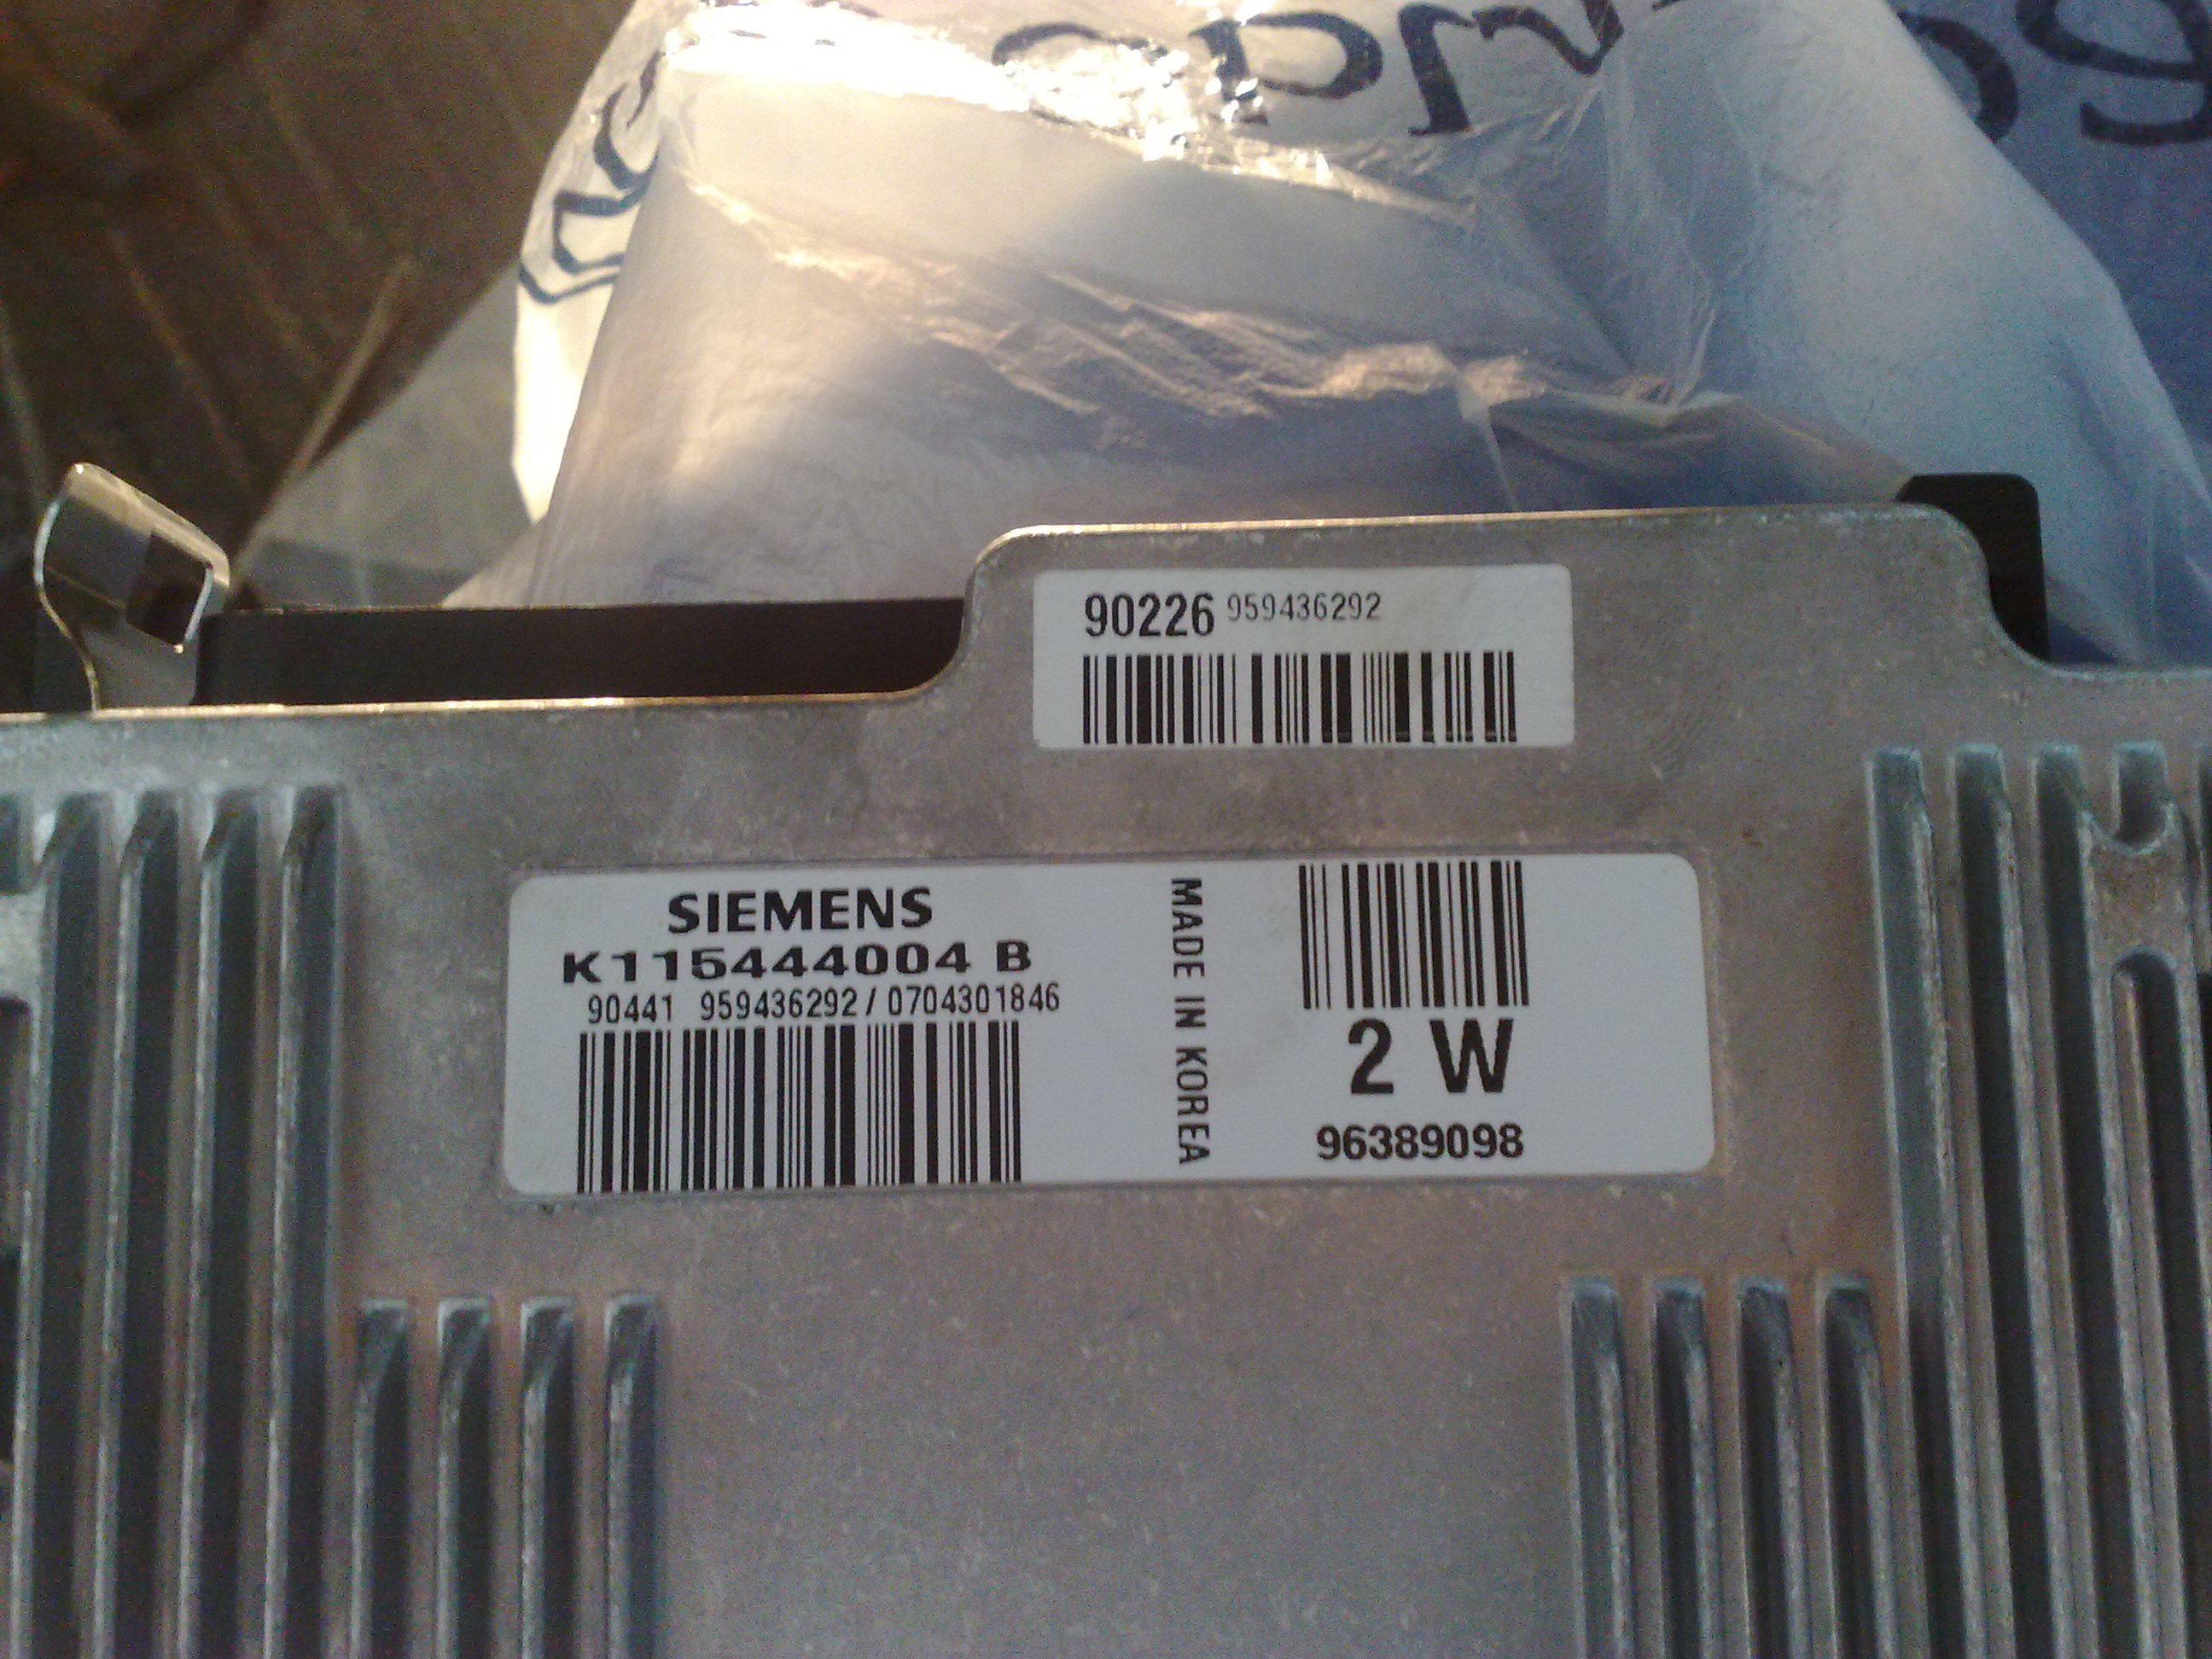 90226 959436292
SIEMENS
K115444004 B
90441 959436292 / 0704301846
MADE IN KOREA
2 W
96389098